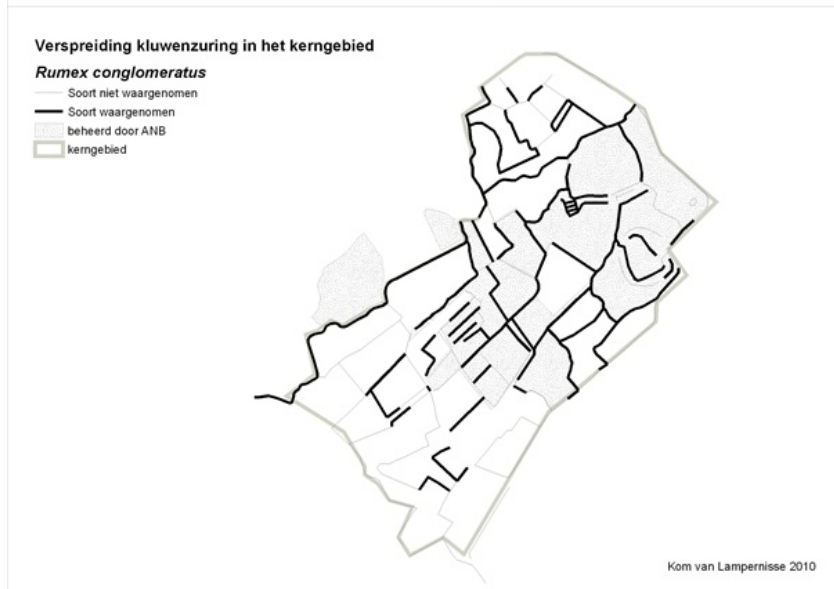 Verspreiding kluwenzuring in het kerngebied
Rumex conglomeratus
Soort niet waargenomen
Soort waargenomen
beheerd door ANB
kerngebied
Kom van Lampernisse 2010